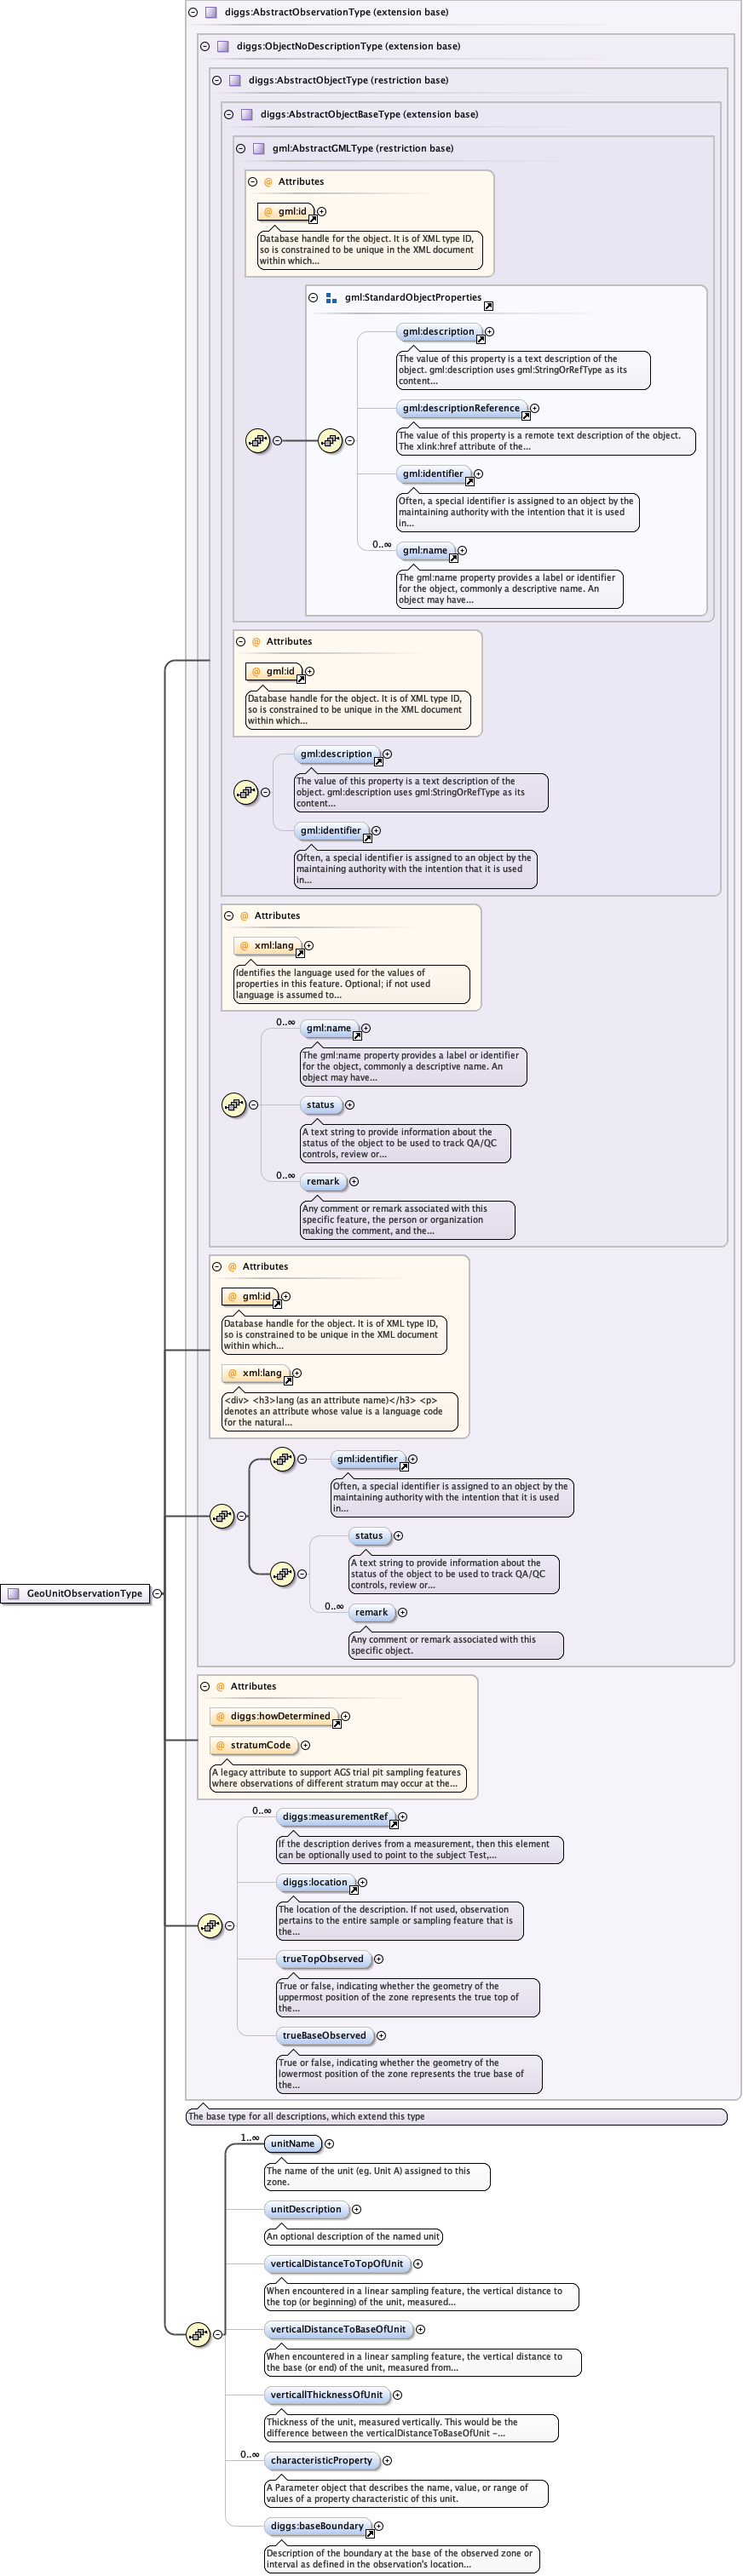 diggs:AbstractObservationType (extension base)
diggs:ObjectNoDescriptionType (extension base)
diggs:AbstractObjectType (restriction base)
diggs:AbstractObjectBaseType (extension base)
gml:AbstractGMLType (restriction base)
@ Attributes
@ gml:id
Database handle for the object. It is of XML type ID,
so is constrained to be unique in the XML document
within which...
gml:StandardObjectProperties
gml:description
The value of this property is a text description of the
object. gml:description uses gml:StringOrRefType as its
content...
gml:descriptionReference
The value of this property is a remote text description of the object.
The xlink:href attribute of the...
gml:identifier
Often, a special identifier is assigned to an object by the
maintaining authority with the intention that it is used
in...
0..∞
gml:name
The gml:name property provides a label or identifier
for the object, commonly a descriptive name. An
object may have...
@ Attributes
@ gml:id
Database handle for the object. It is of XML type ID,
so is constrained to be unique in the XML document
within which...
gml:description
The value of this property is a text description of the
object. gml:description uses gml:StringOrRefType as its
content...
gml:identifier
Often, a special identifier is assigned to an object by the
maintaining authority with the intention that it is used
in...
@ Attributes
@ xml:lang
Identifies the language used for the values of
properties in this feature. Optional; if not used
language is assumed to...
0..∞
gml:name
The gml:name property provides a label or identifier
for the object, commonly a descriptive name. An
object may have...
status
A text string to provide information about the
status of the object to be used to track QA/QC
controls, review or...
0..∞
remark
Any comment or remark associated with this
specific feature, the person or organization
making the comment, and the...
@ Attributes
@ gml:id
Database handle for the object. It is of XML type ID,
so is constrained to be unique in the XML document
within which...
@ xml:lang
<div> <h3>lang (as an attribute name)</h3> <p>
denotes an attribute whose value is a language code
for the natural...
gml:identifier
Often, a special identifier is assigned to an object by the
maintaining authority with the intention that it is used
in...
status
A text string to provide information about the
status of the object to be used to track QA/QC
controls, review or...
0..∞
remark
Any comment or remark associated with this
specific object.
GeoUnitObservationType
@ Attributes
@ diggs:howDetermined
@ stratumCode
A legacy attribute to support AGS trial pit sampling features
where observations of different stratum may occur at the...
0..∞
diggs:measurementRef
If the description derives from a measurement, then this element
can be optionally used to point to the subject Test,...
diggs:location
The location of the description. If not used, observation
pertains to the entire sample or sampling feature that is
the...
trueTopObserved
True or false, indicating whether the geometry of the
uppermost position of the zone represents the true top of
the...
trueBaseObserved
True or false, indicating whether the geometry of the
lowermost position of the zone represents the true base of
the...
The base type for all descriptions, which extend this type
1..∞
unitName
The name of the unit (eg. Unit A) assigned to this
zone.
unitDescription
An optional description of the named unit
verticalDistanceToTopOfUnit
When encountered in a linear sampling feature, the vertical distance to
the top (or beginning) of the unit, measured...
verticalDistanceToBaseOfUnit
When encountered in a linear sampling feature, the vertical distance to
the base (or end) of the unit, measured from...
verticallThicknessOfUnit
Thickness of the unit, measured vertically. This would be the
difference between the verticalDistanceToBaseOfUnit -...
0..∞
characteristicProperty
A Parameter object that describes the name, value, or range of
values of a property characteristic of this unit.
diggs:baseBoundary
Description of the boundary at the base of the observed zone or
interval as defined in the observation's location...